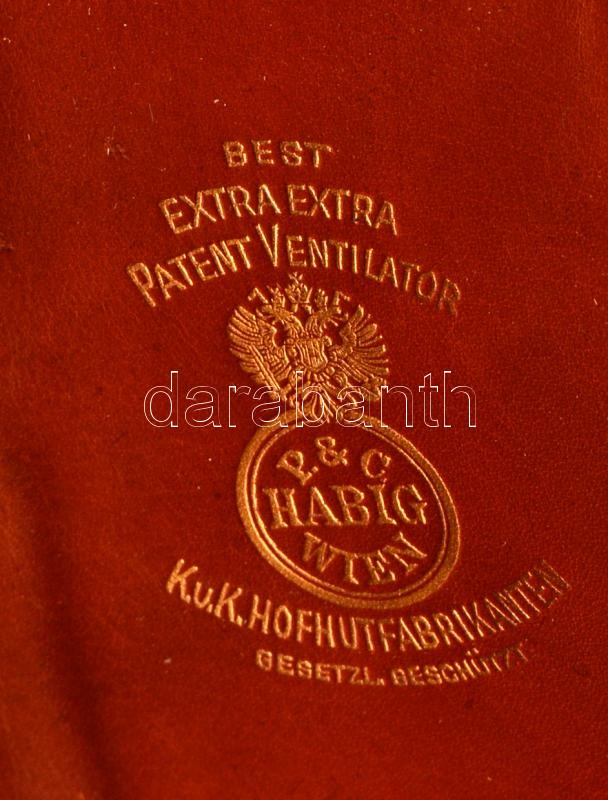 BEST
EXTRA EXTRA
PATENT VENTILATOR
darabanth
P. & C.
HABIG
WIEN
K.u.K. HOFHUTFABRIKANTEN
GESETZL. GESCHÜTZT